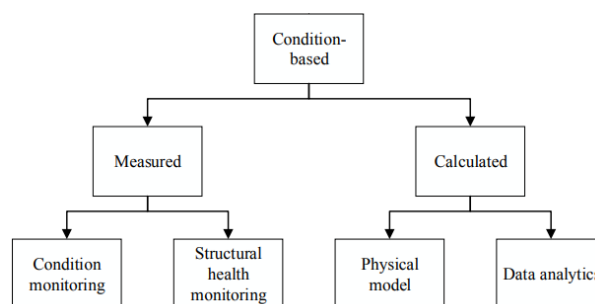 Condition-
based
Measured
Calculated
Condition
monitoring
Structural
health
monitoring
Physical
model
Data analytics